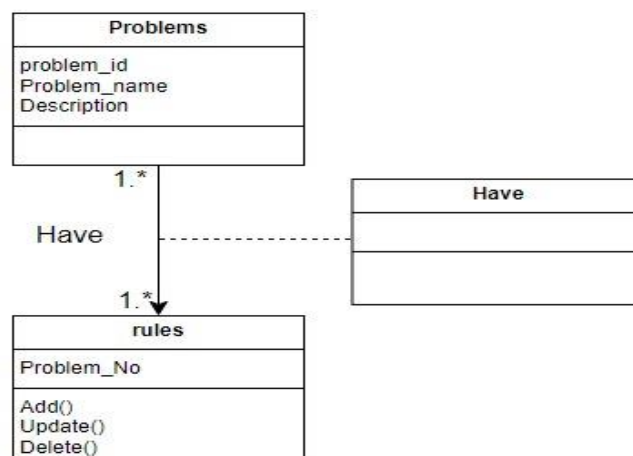 Problems
problem_id
Problem_name
Description
1.*
Have
Have
1.*
rules
Problem_No
Add()
Update()
Delete()